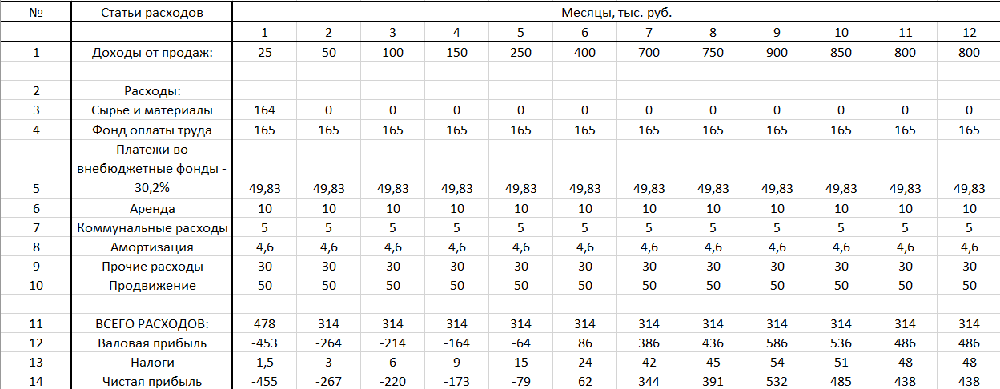 № Статьи расходов Месяцы, тыс. руб.
1 2 3 4 5 6 7 8 9 10 11 12
1 Доходы от продаж: 25 50 100 150 250 400 700 750 900 850 800 800
2 Расходы:
3 Сырье и материалы 164 0 0 0 0 0 0 0 0 0 0 0
4 Фонд оплаты труда 165 165 165 165 165 165 165 165 165 165 165 165
Платежи во
внебюджетные фонды -
5 30,2% 49,83 49,83 49,83 49,83 49,83 49,83 49,83 49,83 49,83 49,83 49,83 49,83
6 Аренда 10 10 10 10 10 10 10 10 10 10 10 10
7 Коммунальные расходы 5 5 5 5 5 5 5 5 5 5 5 5
8 Амортизация 4,6 4,6 4,6 4,6 4,6 4,6 4,6 4,6 4,6 4,6 4,6 4,6
9 Прочие расходы 30 30 30 30 30 30 30 30 30 30 30 30
10 Продвижение 50 50 50 50 50 50 50 50 50 50 50 50
11 ВСЕГО РАСХОДОВ: 478 314 314 314 314 314 314 314 314 314 314 314
12 Валовая прибыль -453 -264 -214 -164 -64 86 386 436 586 536 486 486
13 Налоги 1,5 3 6 9 15 24 42 45 54 51 48 48
14 Чистая прибыль -455 -267 -220 -173 -79 62 344 391 532 485 438 438